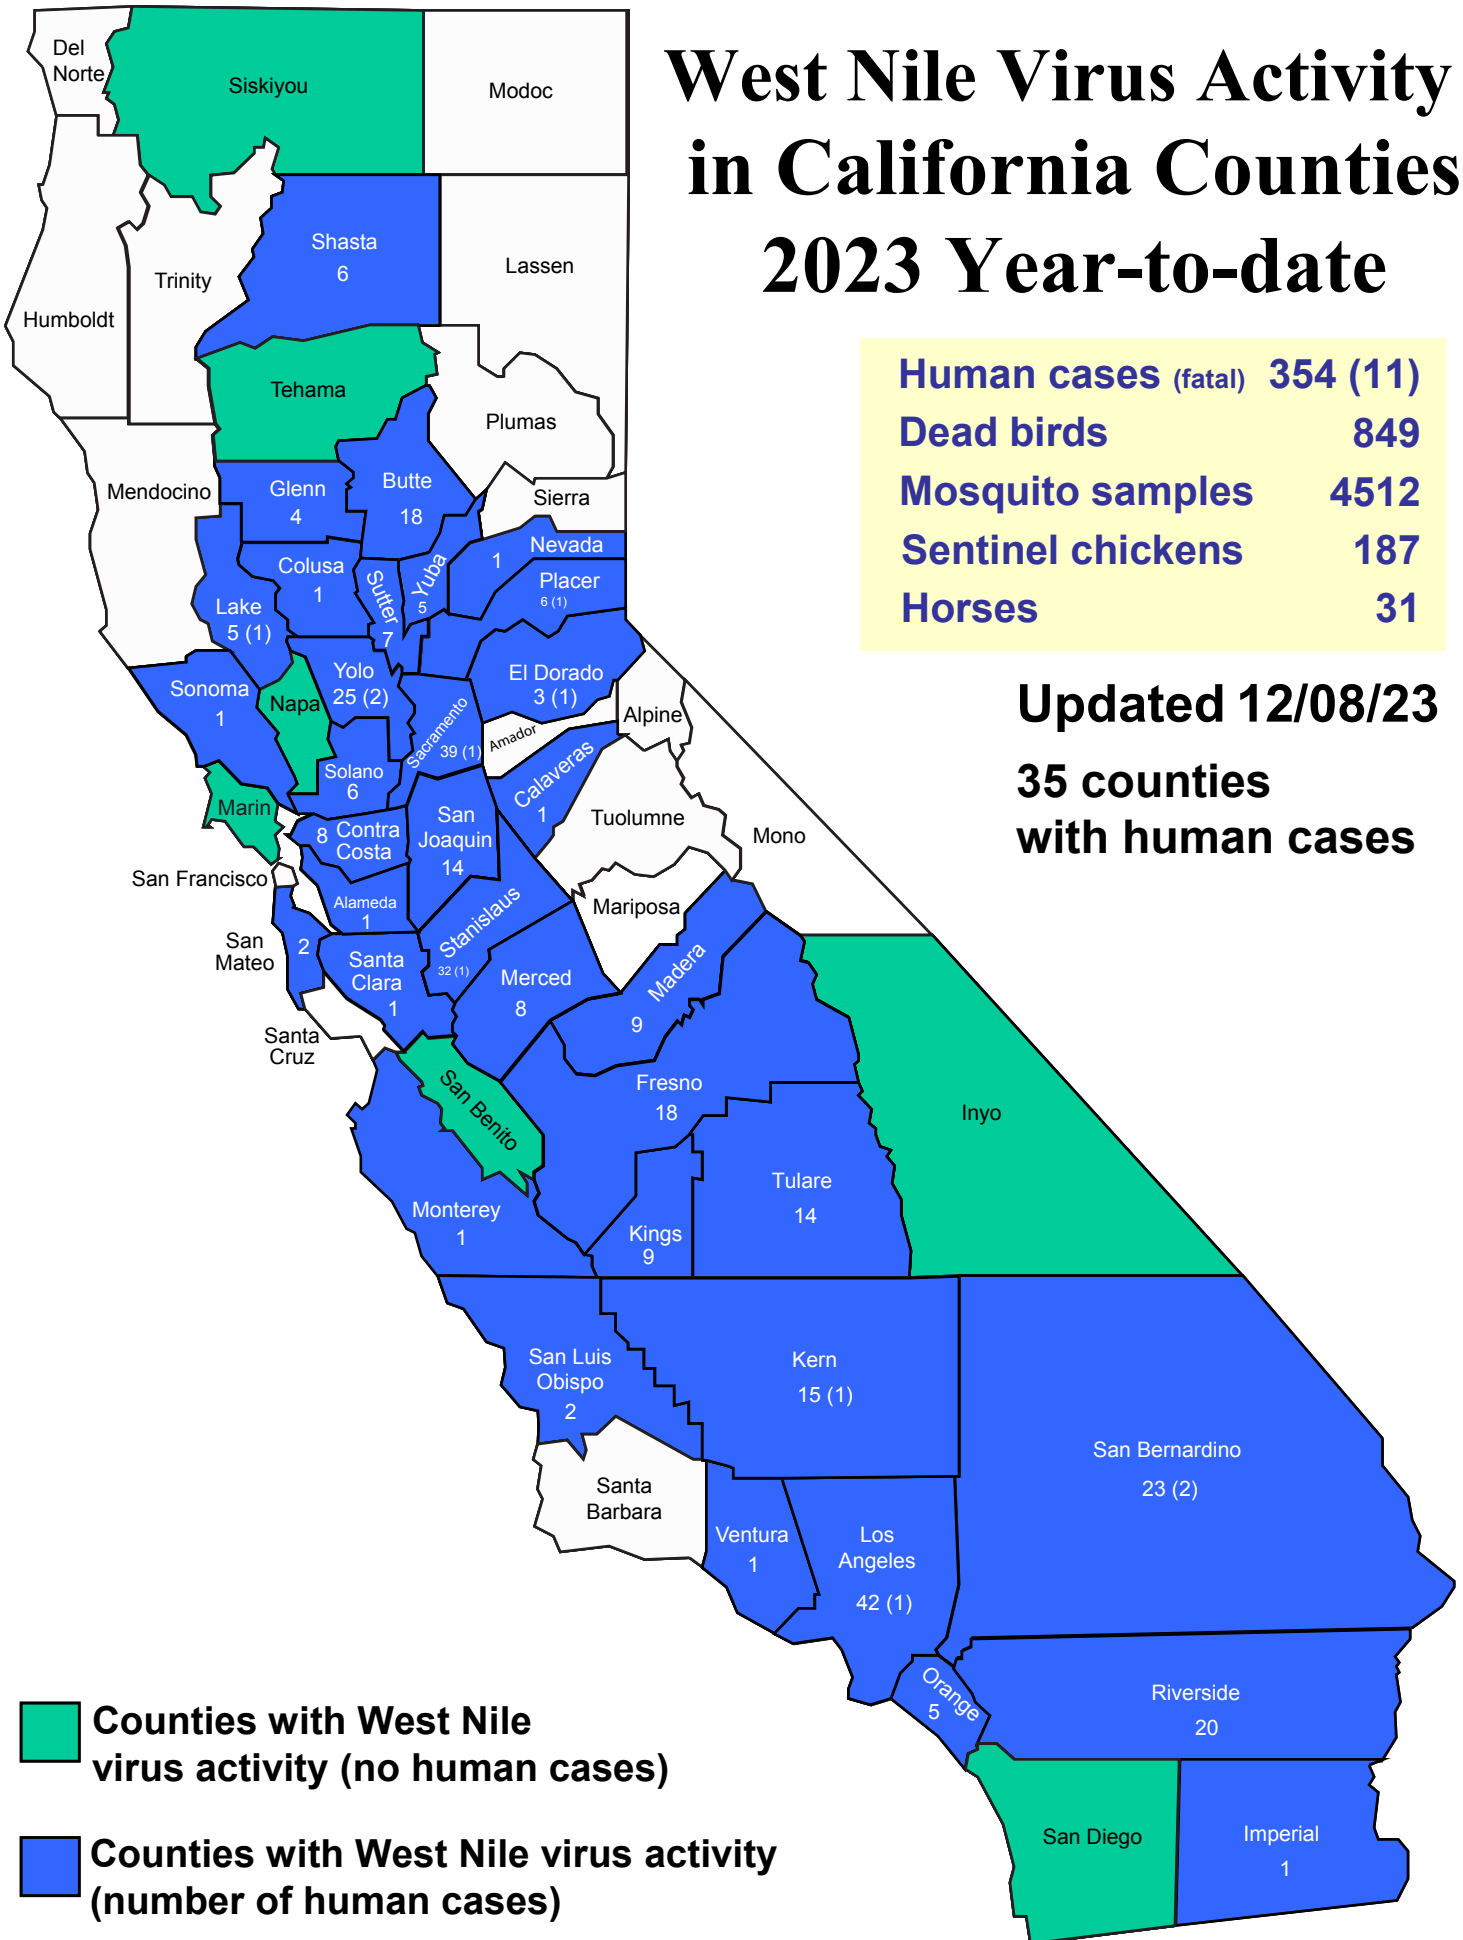 West Nile Virus Activity
in California Counties
2023 Year-to-date
Human cases (fatal) 354 (11)
Dead birds 849
Mosquito samples 4512
Sentinel chickens 187
Horses 31
Updated 12/08/23
35 counties
with human cases
Del
Norte
Siskiyou
Modoc
Shasta
6
Trinity
Humboldt
Lassen
Tehama
Plumas
Mendocino
Glenn
4
Butte
18
Sierra
Colusa
1
Sutter
7
Yuba
5
1 Nevada
Placer
6 (1)
Lake
5 (1)
Sonoma
1
Napa
Yolo
25 (2)
El Dorado
3 (1)
Sacramento
39 (1)
Amador
Alpine
Solano
6
Marin
Calaveras
1
8 Contra
Costa
San
Joaquin
14
Tuolumne
Mono
San Francisco
Alameda
1
Stanislaus
32 (1)
Mariposa
San
Mateo
2
Santa
Clara
1
Merced
8
Madera
9
Santa
Cruz
San Benito
Fresno
18
Inyo
Monterey
1
Kings
9
Tulare
14
San Luis
Obispo
2
Kern
15 (1)
San Bernardino
23 (2)
Santa
Barbara
Ventura
1
Los
Angeles
42 (1)
Orange
5
Riverside
20
San Diego
Imperial
1
Counties with West Nile
virus activity (no human cases)
Counties with West Nile virus activity
(number of human cases)